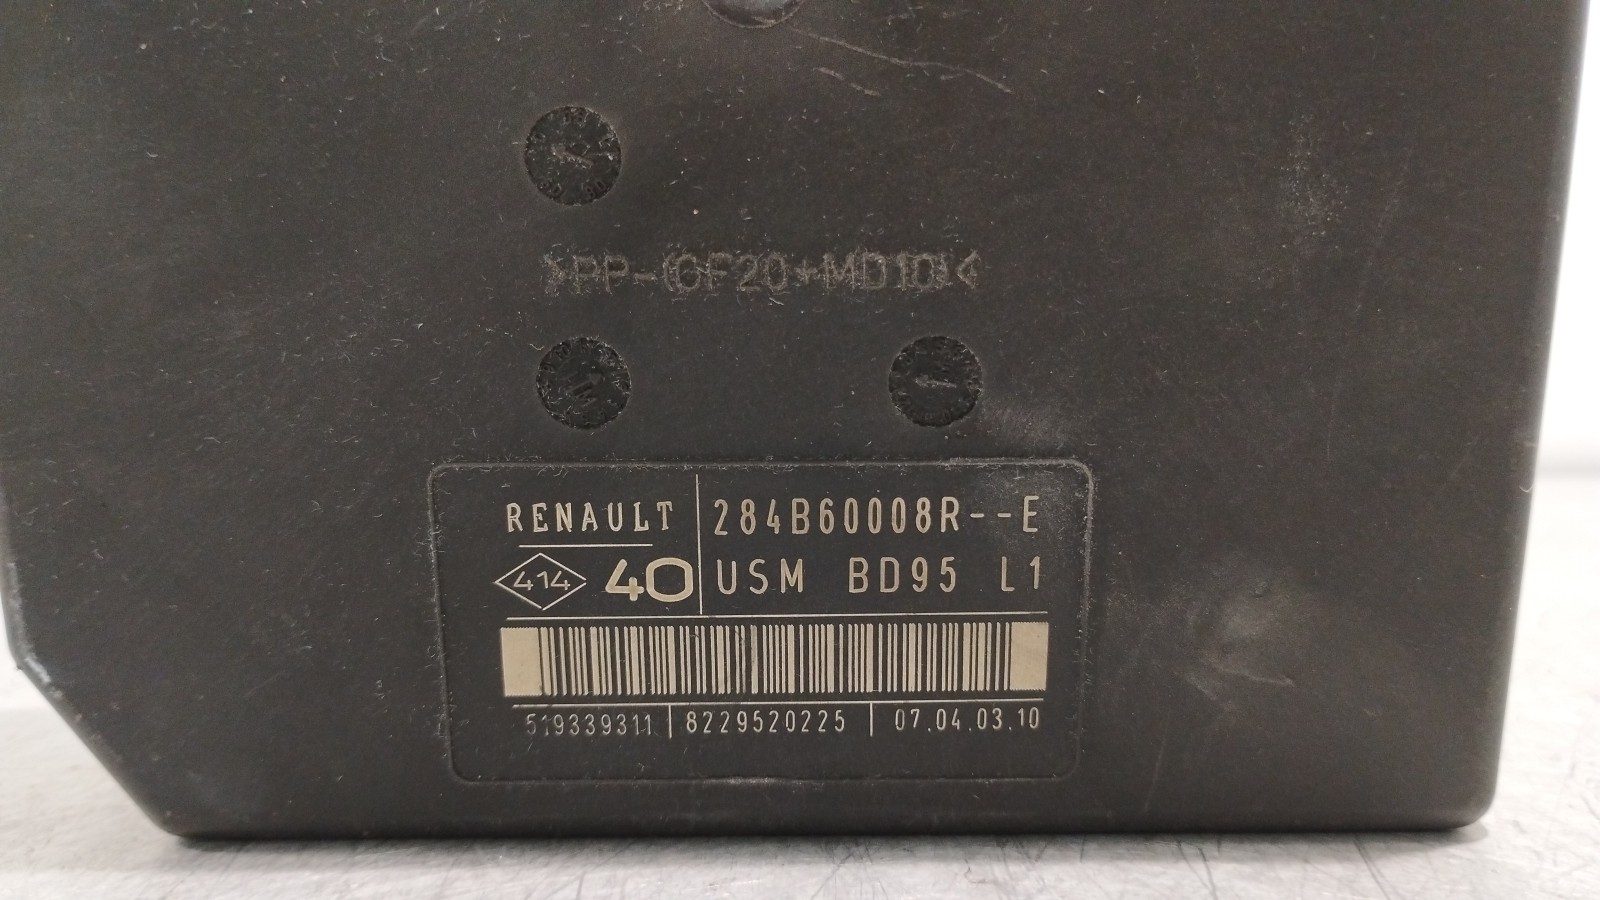 >PP-(GF20+MD10)<
RENAULT
284B60008R--E
414 40
USM BD95 L1
519339311 8229520225 07.04.03.10